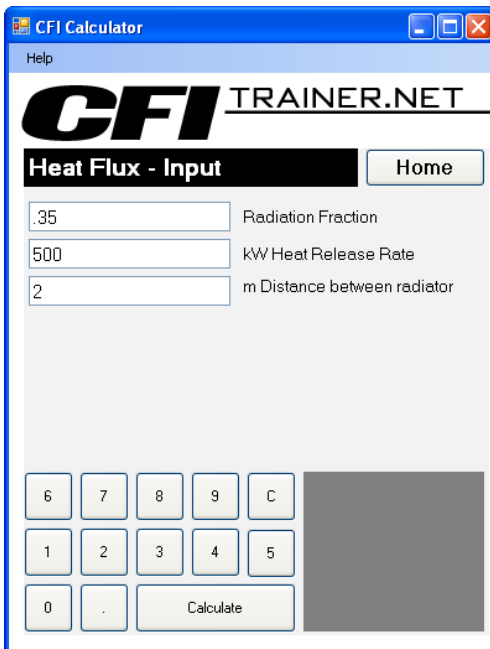 CFI Calculator
Help
CFI TRAINER.NET
Heat Flux - Input
Home
.35 Radiation Fraction
500 kW Heat Release Rate
2 m Distance between radiator
6 7 8 9 C
1 2 3 4 5
0 . Calculate